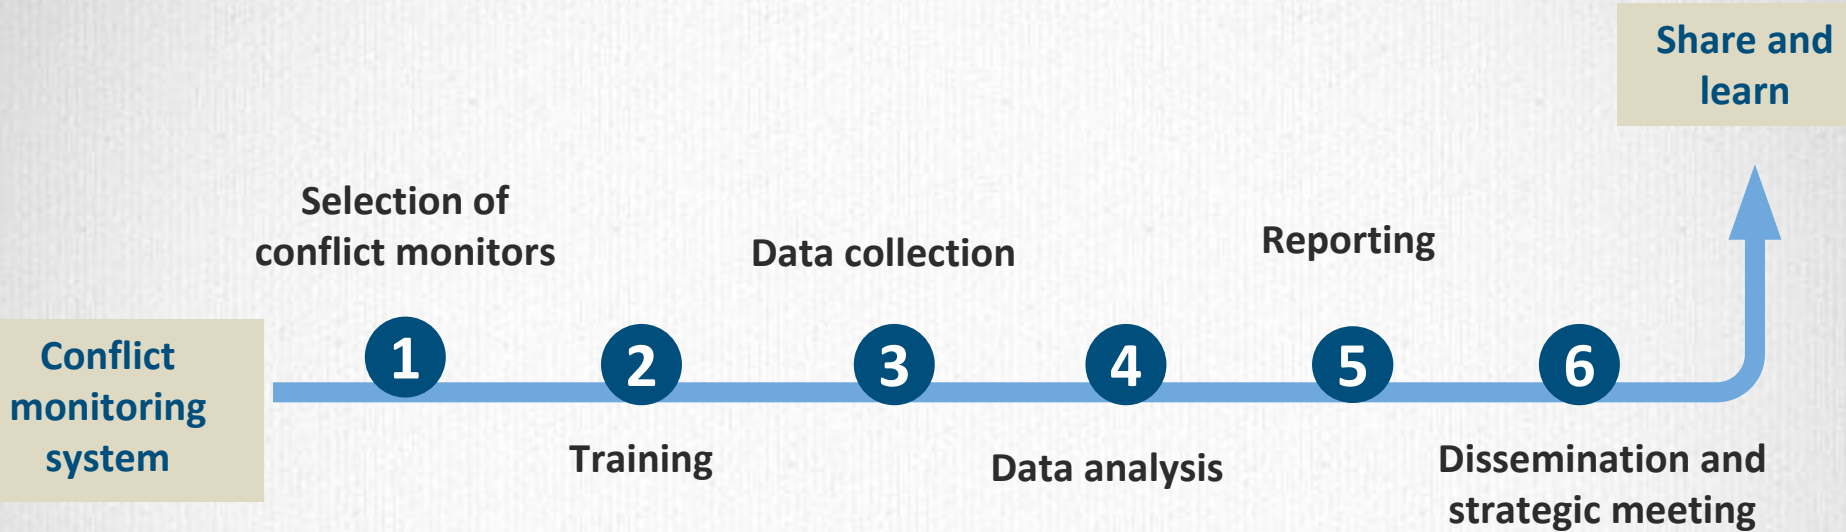 Conflict
monitoring
system
1
Selection of
conflict monitors
2
Training
3
Data collection
4
Data analysis
5
Reporting
6
Dissemination and
strategic meeting
Share and
learn